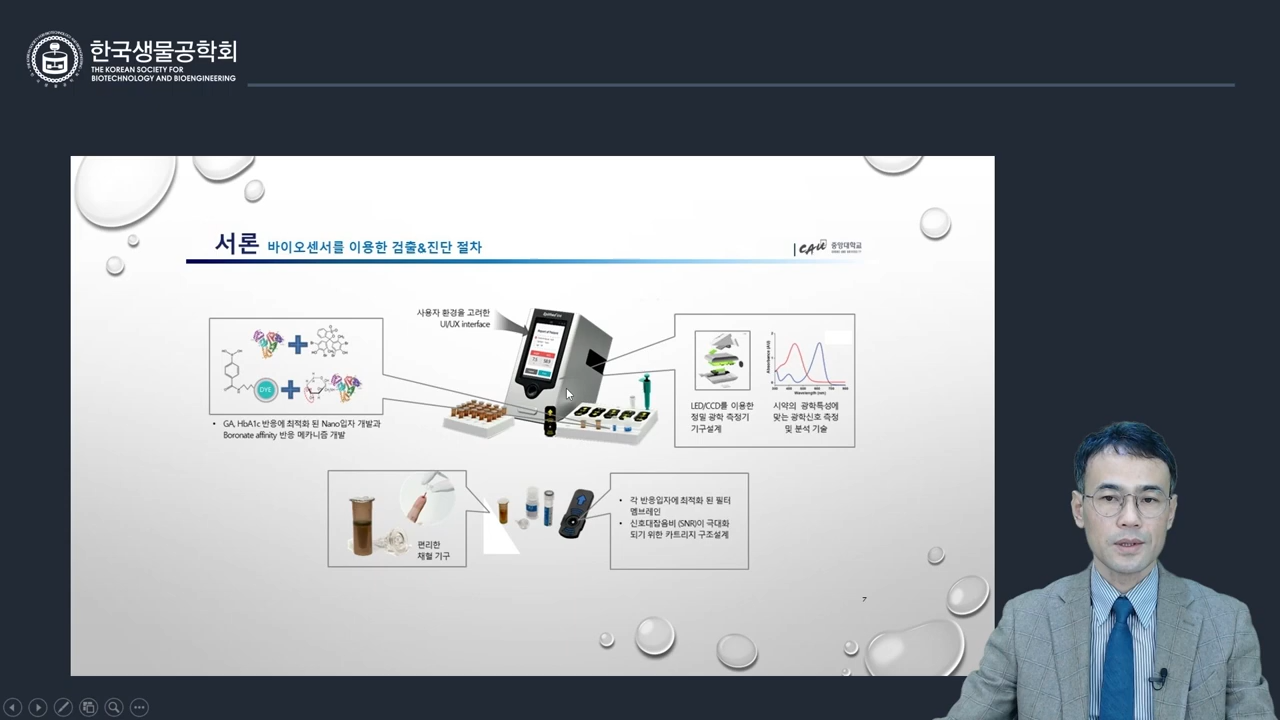 한국생물공학회
THE KOREAN SOCIETY FOR
BIOTECHNOLOGY AND BIOENGINEERING
서론 바이오센서를 이용한 검출&진단 절차
CAU 중앙대학교
사용자 환경을 고려한
UI/UX interface
DYE
• GA, HbA1c 반응에 최적화 된 Nano입자 개발과
Boronate affinity 반응 메카니즘 개발
Absorbance (AU)
Wavelength (nm)
LED/CCD를 이용한
정밀 광학 측정기
기구설계
시약의 광학특성에
맞는 광학신호 측정
및 분석 기술
편리한
채혈 기구
• 각 반응입자에 최적화 된 필터
멤브레인
• 신호대잡음비 (SNR)이 극대화
되기 위한 카트리지 구조설계
7